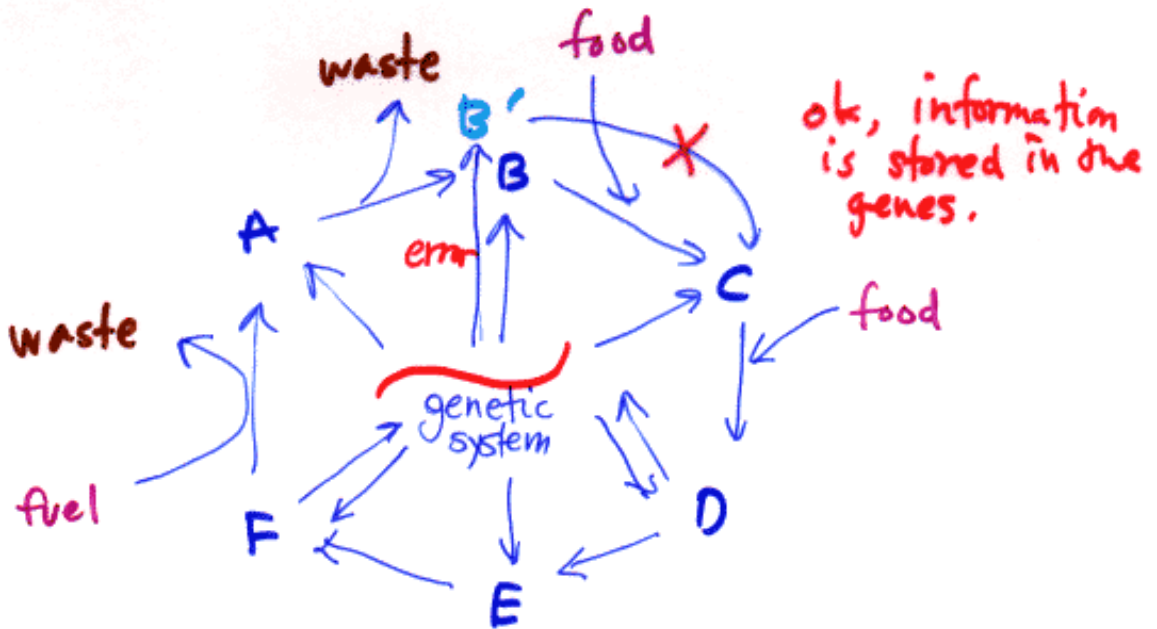 food
waste
B'
ok, information
is stored in the
genes.
B
A
error
C
food
waste
genetic
system
fuel
F
D
E